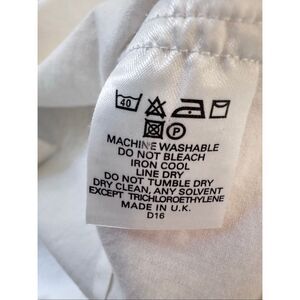 40
P
MACHINE WASHABLE
DO NOT BLEACH
IRON COOL
LINE DRY
DO NOT TUMBLE DRY
DRY CLEAN, ANY SOLVENT
EXCEPT TRICHLOROETHYLENE
MADE IN U.K.
D16